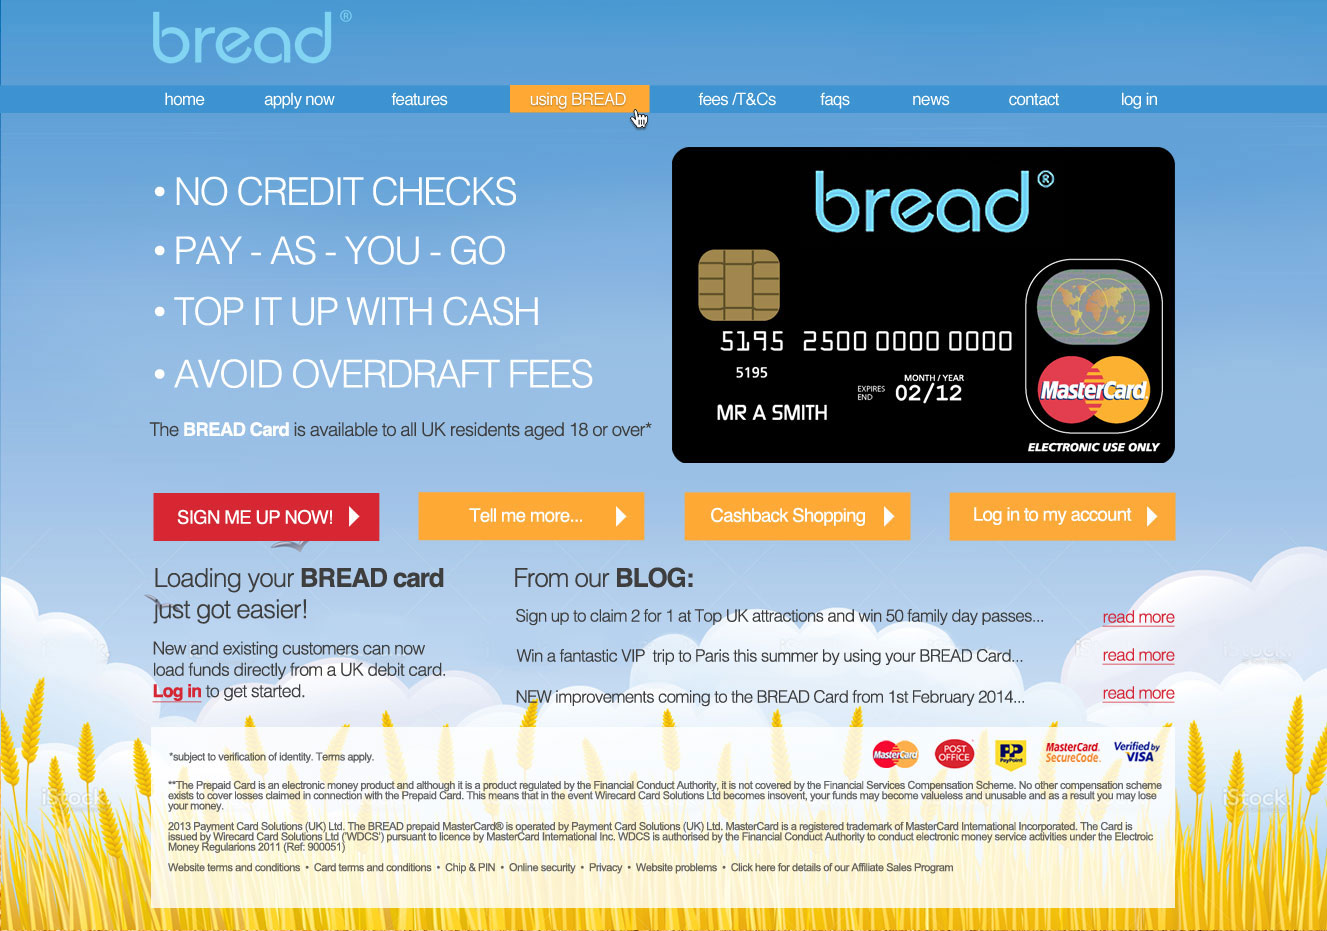 bread®
home apply now features using BREAD fees /T&Cs faqs news contact log in
• NO CREDIT CHECKS
• PAY - AS - YOU - GO
• TOP IT UP WITH CASH
• AVOID OVERDRAFT FEES
The BREAD Card is available to all UK residents aged 18 or over*
bread®
5195 2500 0000 0000
5195
MONTH / YEAR
EXPIRES
END
02/12
MR A SMITH
MasterCard
ELECTRONIC USE ONLY
SIGN ME UP NOW!
Tell me more...
Cashback Shopping
Log in to my account
Loading your BREAD card
just got easier!
New and existing customers can now
load funds directly from a UK debit card.
Log in to get started.
From our BLOG:
Sign up to claim 2 for 1 at Top UK attractions and win 50 family day passes... read more
Win a fantastic VIP trip to Paris this summer by using your BREAD Card... read more
NEW improvements coming to the BREAD Card from 1st February 2014... read more
iStock
iStock
iStock
iStock
*subject to verification of identity. Terms apply.
MasterCard
POST
OFFICE
PP
PayPoint
MasterCard.
SecureCode.
Verified by
VISA
**The Prepaid Card is an electronic money product and although it is a product regulated by the Financial Conduct Authority, it is not covered by the Financial Services Compensation Scheme. No other compensation scheme
exists to cover losses claimed in connection with the Prepaid Card. This means that in the event Wirecard Card Solutions Ltd becomes insovent, your funds may become valueless and unusable and as a result you may lose
your money.
2013 Payment Card Solutions (UK) Ltd. The BREAD prepaid MasterCard® is operated by Payment Card Solutions (UK) Ltd. MasterCard is a registered trademark of MasterCard International Incorporated. The Card is
issued by Wirecard Card Solutions Ltd ('WDCS') pursuant to licence by MasterCard International Inc. WDCS is authorised by the Financial Conduct Authority to conduct electronic money service activities under the Electroic
Money Regularions 2011 (Ref: 900051)
Website terms and conditions • Card terms and conditions • Chip & PIN • Online security • Privacy • Website problems • Click here for details of our Affiliate Sales Program